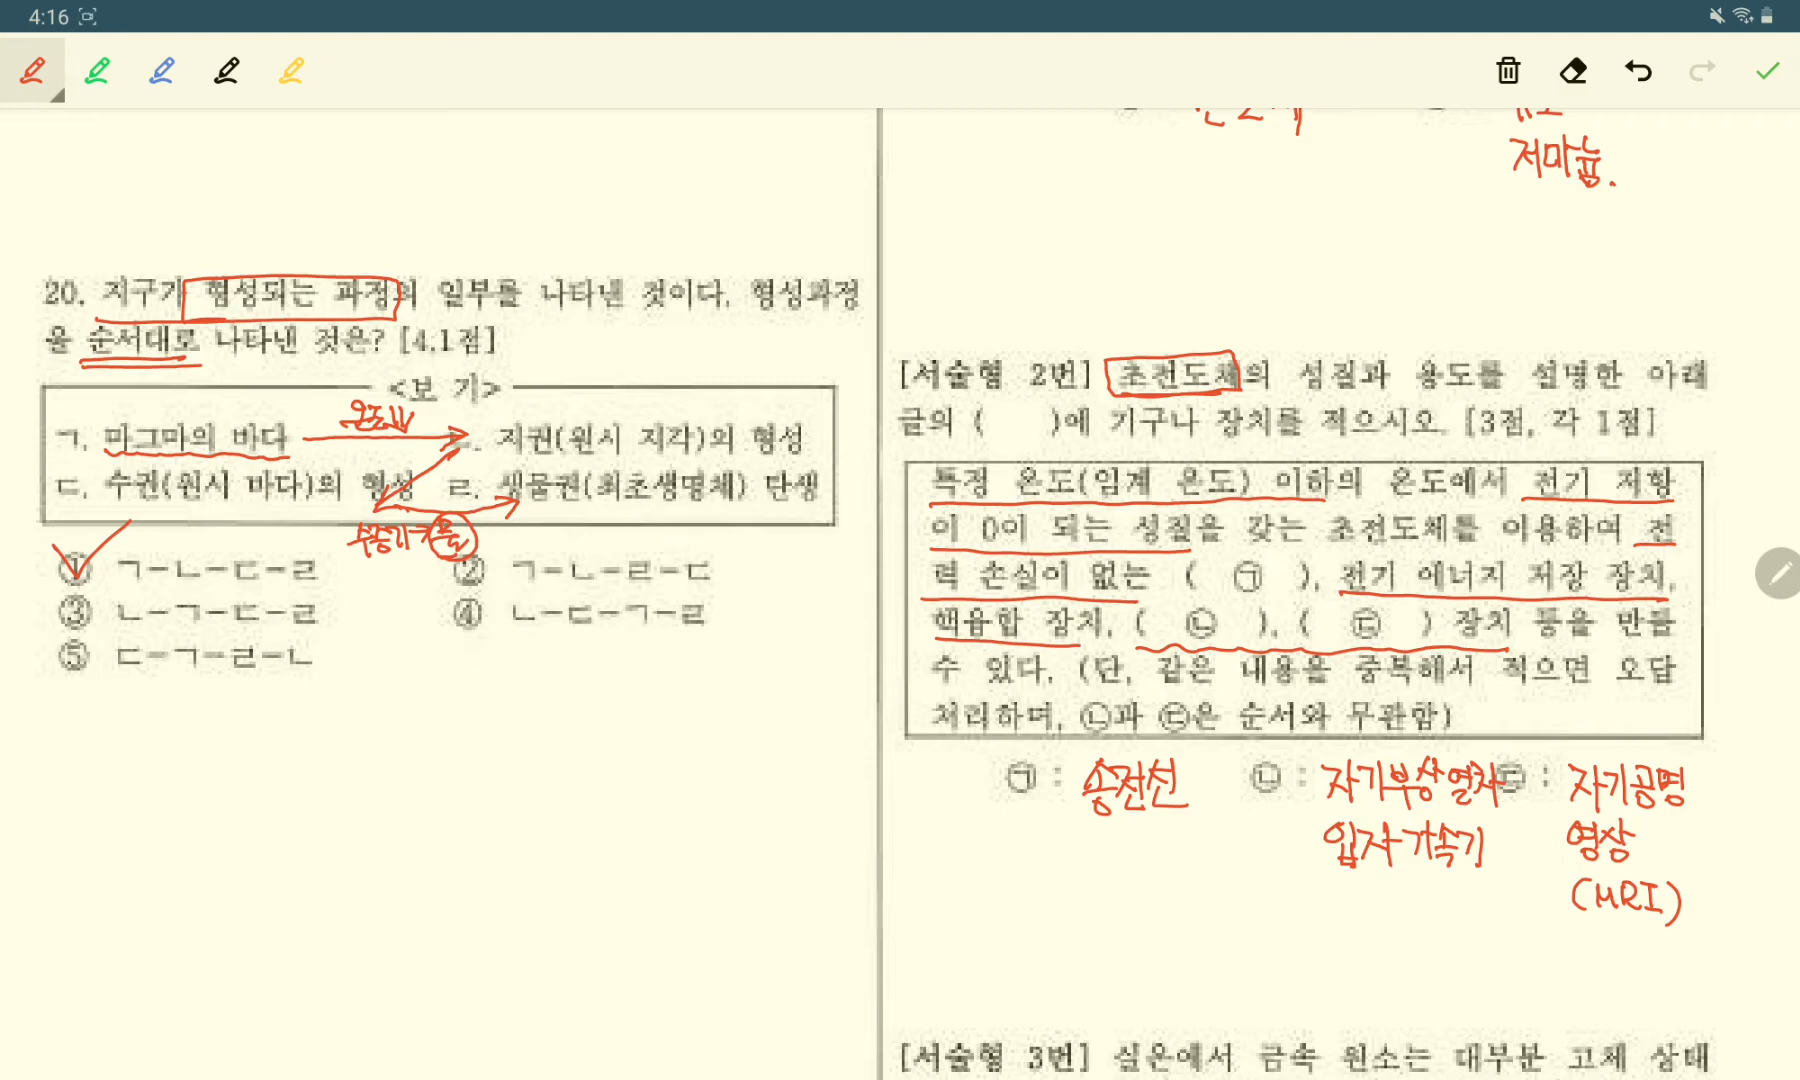 4:16
20. 지구가 형성되는 과정의 일부를 나타낸 것이다. 형성과정
을 순서대로 나타낸 것은? [4.1점]
<보 기>
온도↓
ㄱ. 마그마의 바다
ㄴ. 지권(원시 지각)의 형성
ㄷ. 수권(원시 바다)의 형성
ㄹ. 생물권(최초생명체) 탄생
수증기→물
① ㄱ-ㄴ-ㄷ-ㄹ
② ㄱ-ㄴ-ㄹ-ㄷ
③ ㄴ-ㄱ-ㄷ-ㄹ
④ ㄴ-ㄷ-ㄱ-ㄹ
⑤ ㄷ-ㄱ-ㄹ-ㄴ
저마늄.
[서술형 2번] 초전도체의 성질과 용도를 설명한 아래
글의 ( )에 기구나 장치를 적으시오. [3점, 각 1점]
특정 온도(임계 온도) 이하의 온도에서 전기 저항
이 0이 되는 성질을 갖는 초전도체를 이용하여 전
력 손실이 없는 ( ㉠ ), 전기 에너지 저장 장치,
핵융합 장치, ( ㉡ ), ( ㉢ ) 장치 등을 만들
수 있다. (단, 같은 내용을 중복해서 적으면 오답
처리하며, ㉡과 ㉢은 순서와 무관함)
㉠ : 송전선
㉡ : 자기부상열차
입자가속기
㉢ : 자기공명
영상
(MRI)
[서술형 3번] 실온에서 금속 원소는 대부분 고체 상태